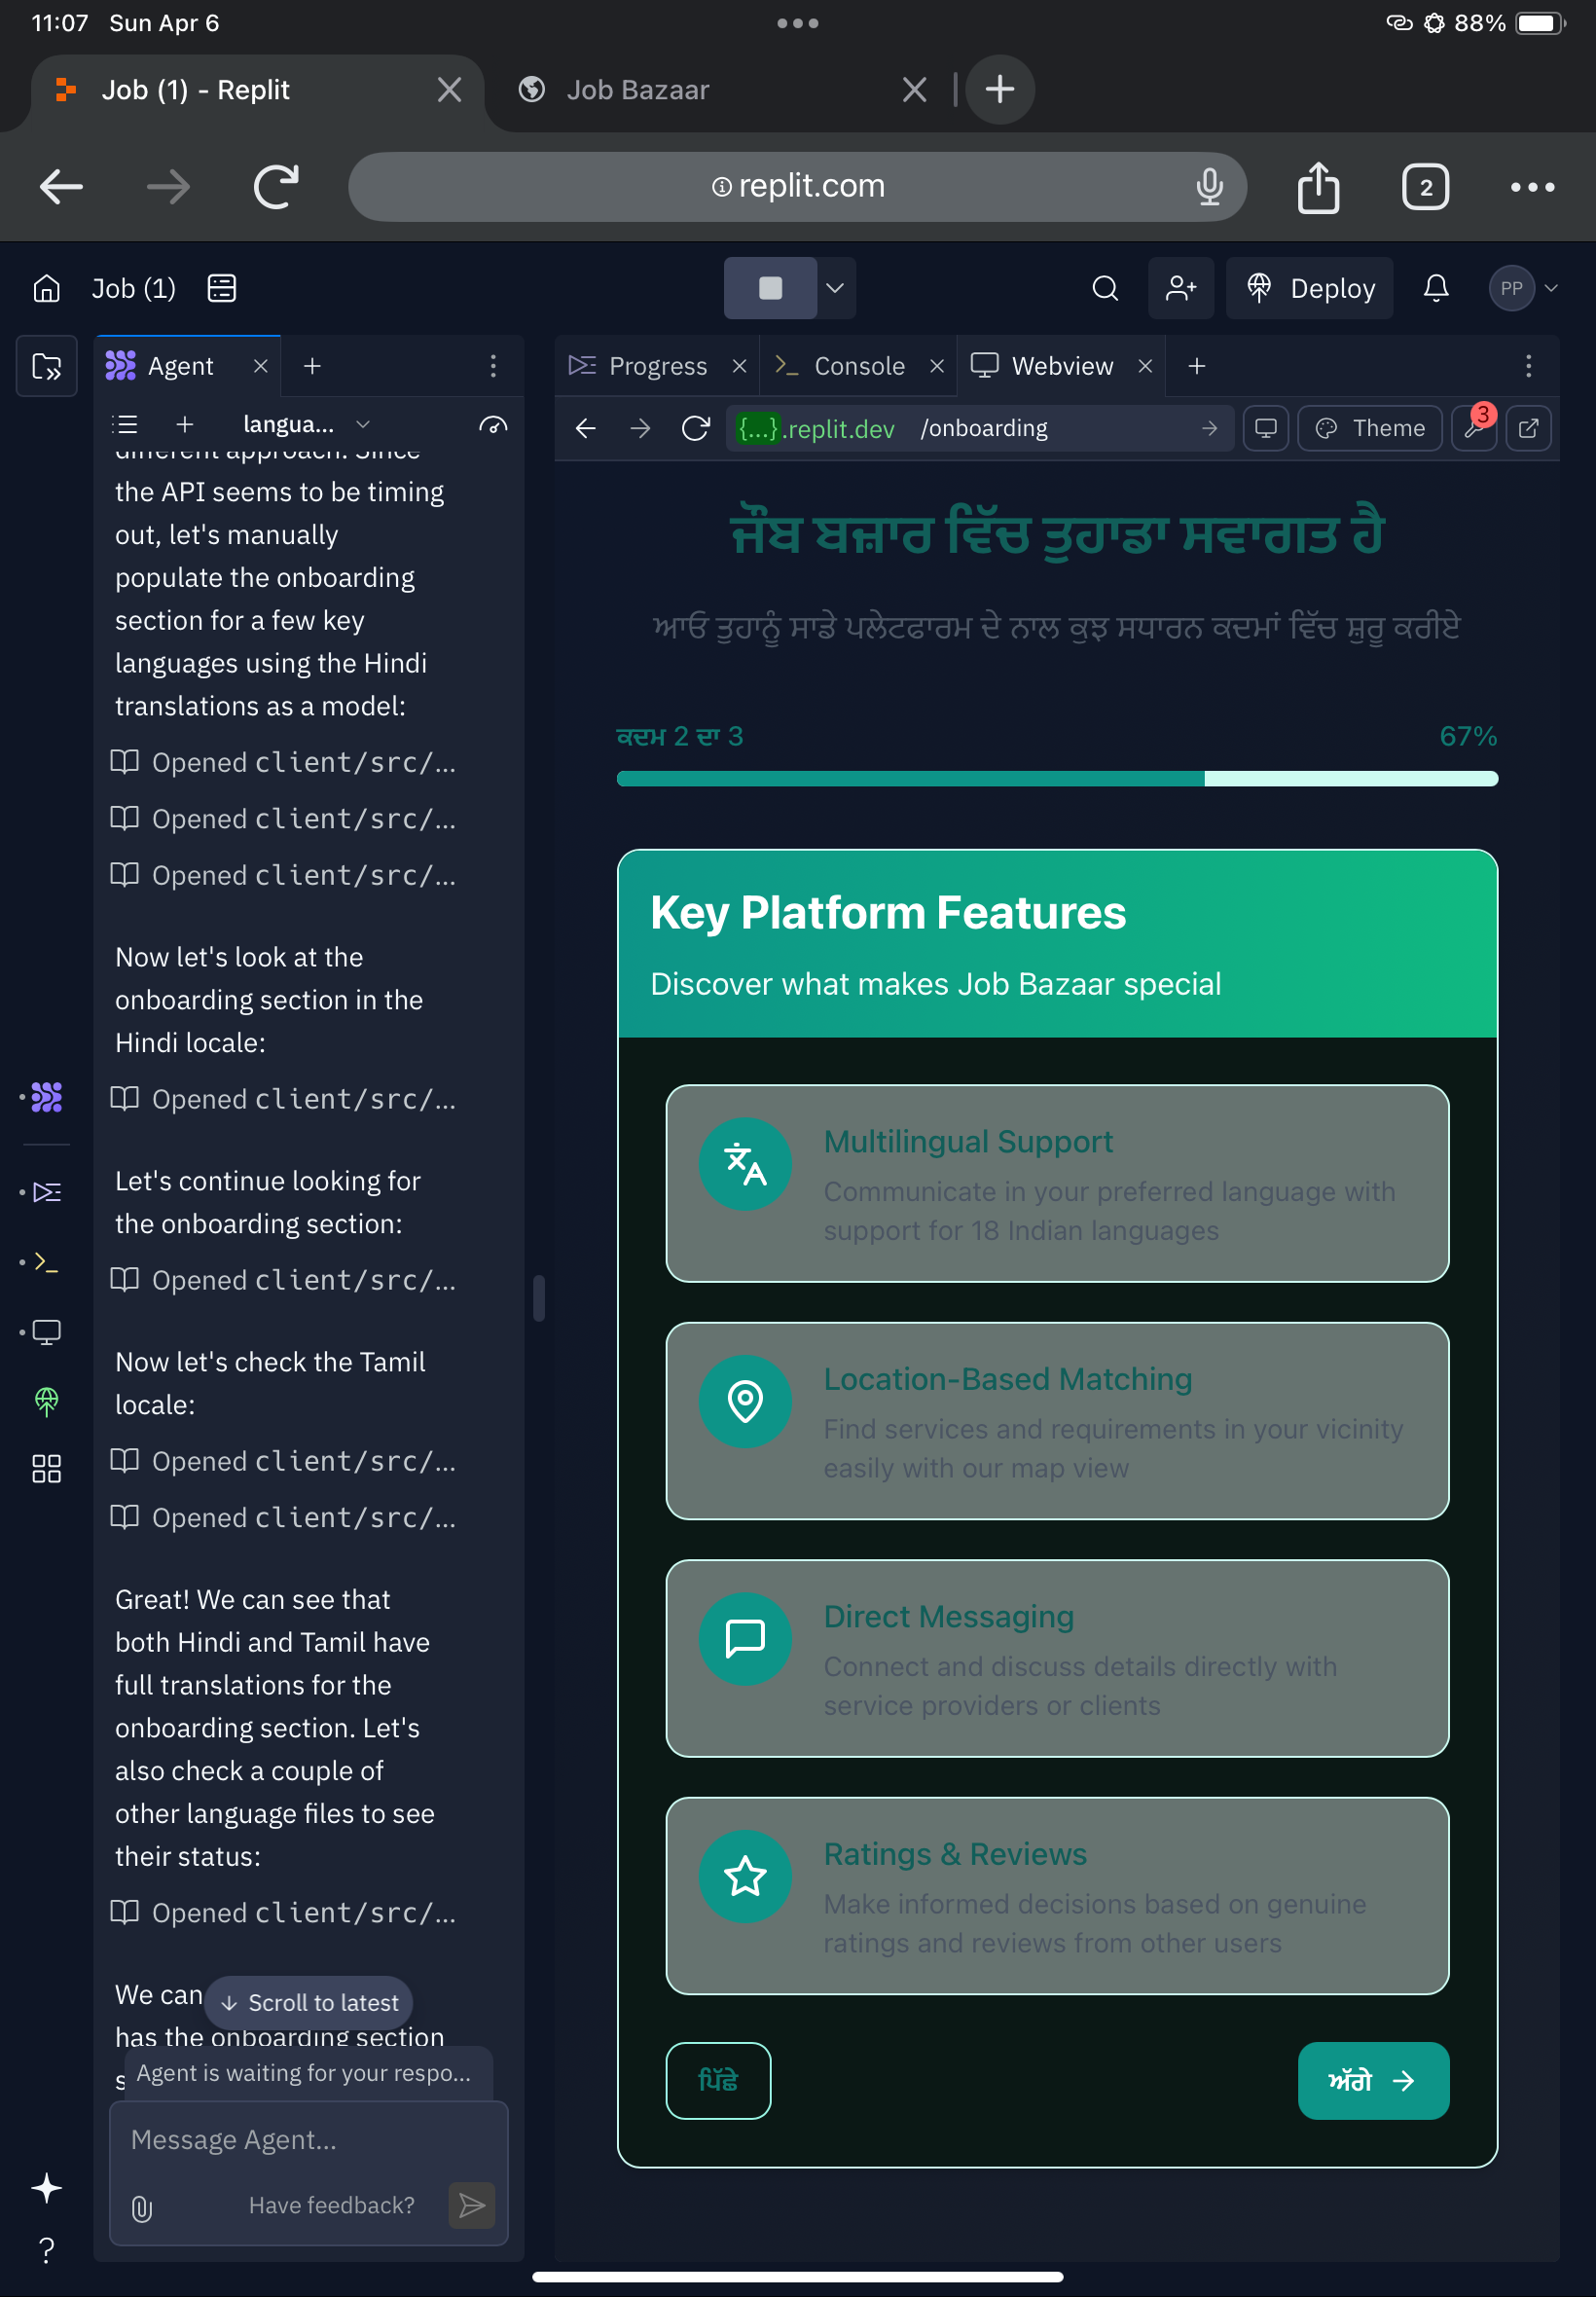 11:07 Sun Apr 6
88%
Job (1) - Replit
Job Bazaar
replit.com
2
Job (1)
Deploy
PP
Agent
Progress
Console
Webview
langua...
{...}.replit.dev /onboarding
Theme
3
different approach. Since
the API seems to be timing
out, let's manually
populate the onboarding
section for a few key
languages using the Hindi
translations as a model:
Opened client/src/...
Opened client/src/...
Opened client/src/...
Now let's look at the
onboarding section in the
Hindi locale:
Opened client/src/...
Let's continue looking for
the onboarding section:
Opened client/src/...
Now let's check the Tamil
locale:
Opened client/src/...
Opened client/src/...
Great! We can see that
both Hindi and Tamil have
full translations for the
onboarding section. Let's
also check a couple of
other language files to see
their status:
Opened client/src/...
We can
Scroll to latest
has the onboarding section
s
Agent is waiting for your respo...
Message Agent...
Have feedback?
?
ਜੌਬ ਬਜ਼ਾਰ ਵਿੱਚ ਤੁਹਾਡਾ ਸਵਾਗਤ ਹੈ
ਆਓ ਤੁਹਾਨੂੰ ਸਾਡੇ ਪਲੇਟਫਾਰਮ ਦੇ ਨਾਲ ਕੁਝ ਸਧਾਰਨ ਕਦਮਾਂ ਵਿੱਚ ਸ਼ੁਰੂ ਕਰੀਏ
ਕਦਮ 2 ਦਾ 3
67%
Key Platform Features
Discover what makes Job Bazaar special
Multilingual Support
Communicate in your preferred language with
support for 18 Indian languages
Location-Based Matching
Find services and requirements in your vicinity
easily with our map view
Direct Messaging
Connect and discuss details directly with
service providers or clients
Ratings & Reviews
Make informed decisions based on genuine
ratings and reviews from other users
ਪਿੱਛੇ
ਅੱਗੇ